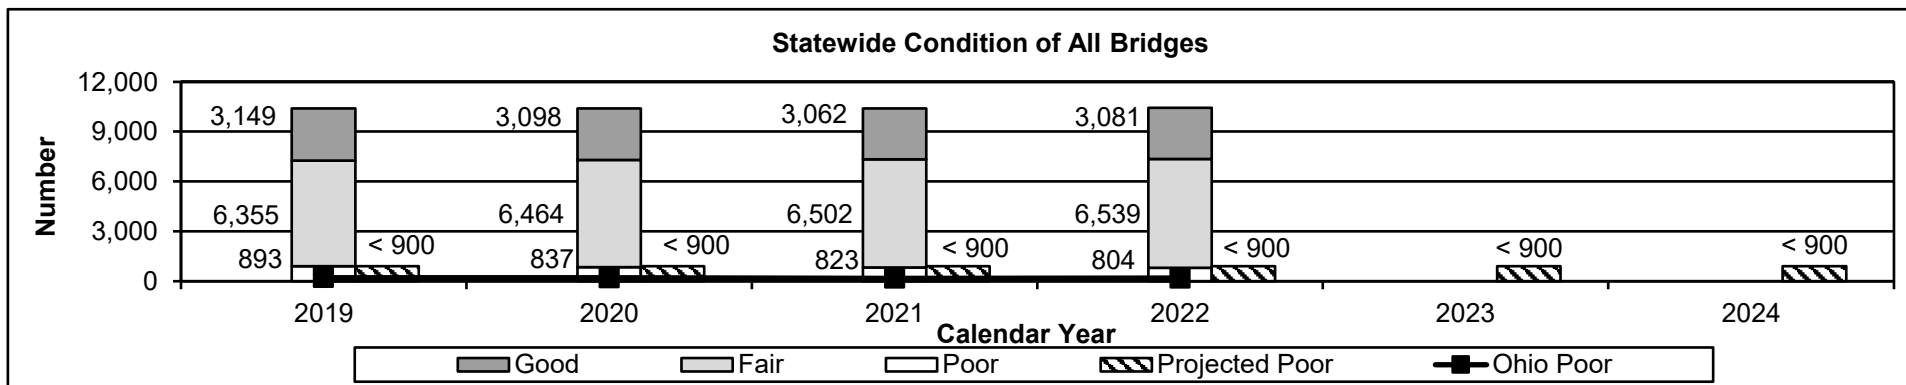 Statewide Condition of All Bridges
Number
12,000
9,000
6,000
3,000
0
3,149 3,098 3,062 3,081
6,355 6,464 6,502 6,539
893 < 900 837 < 900 823 < 900 804 < 900 < 900 < 900
2019 2020 2021 2022 2023 2024
Calendar Year
Good Fair Poor Projected Poor Ohio Poor